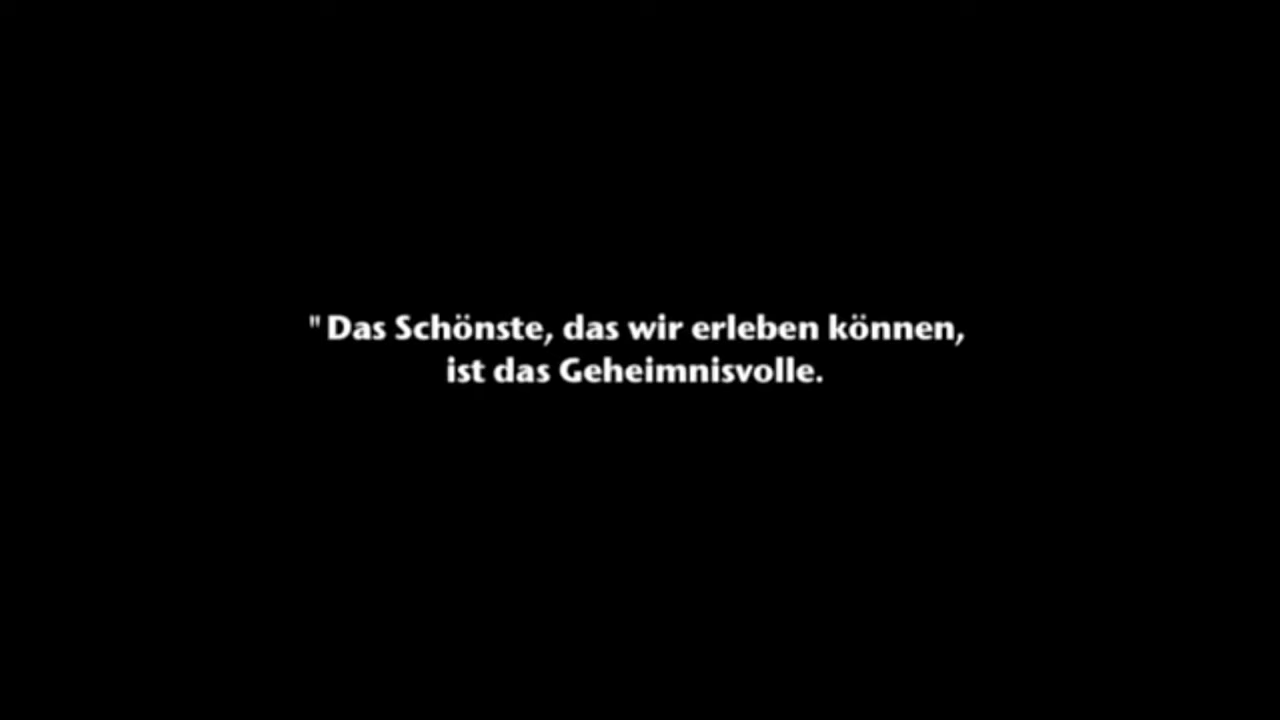 "Das Schönste, das wir erleben können,
ist das Geheimnisvolle.